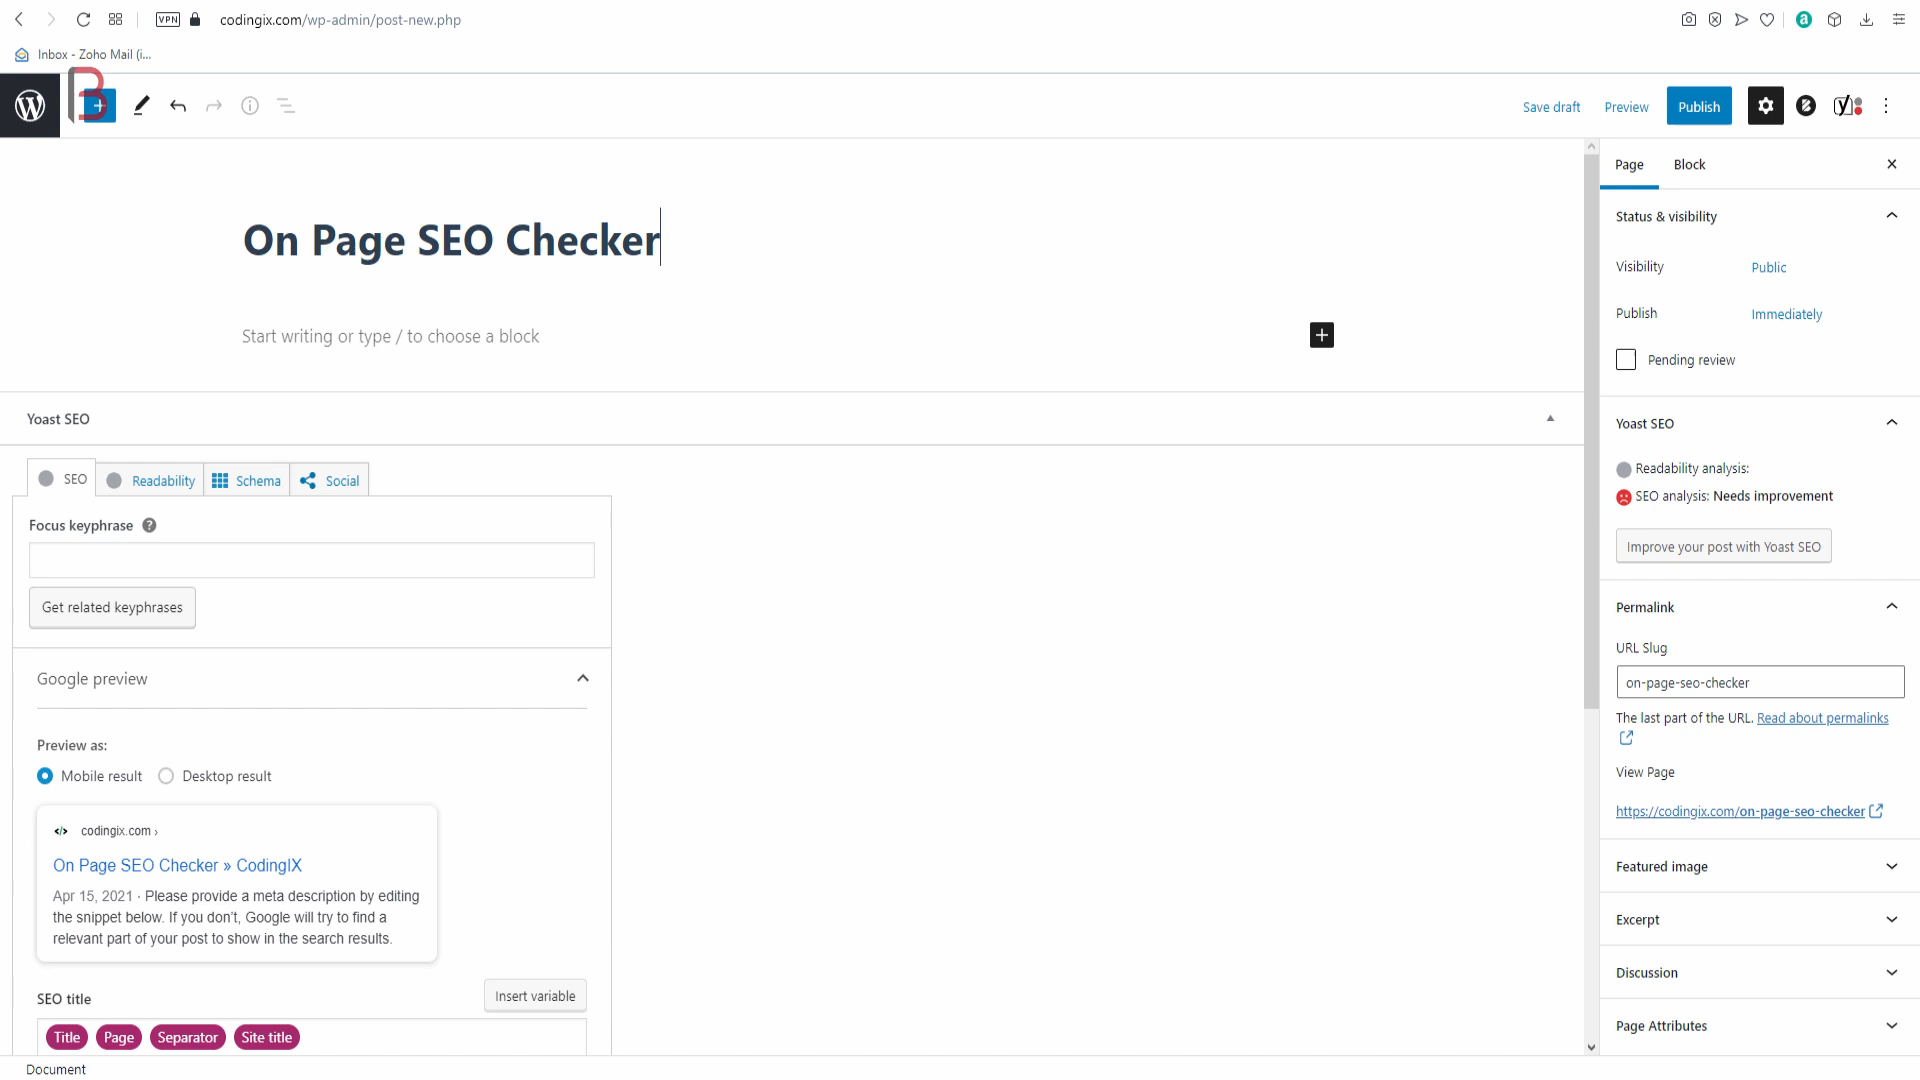 VPN codingix.com/wp-admin/post-new.php
Inbox - Zoho Mail (i...
Save draft Preview Publish
Page Block
Status & visibility
On Page SEO Checker
Visibility Public
Publish Immediately
Start writing or type / to choose a block
Pending review
Yoast SEO
Yoast SEO
Readability analysis:
SEO analysis: Needs improvement
SEO Readability Schema Social
Focus keyphrase ?
Improve your post with Yoast SEO
Get related keyphrases
Permalink
URL Slug
on-page-seo-checker
Google preview
The last part of the URL. Read about permalinks
Preview as:
Mobile result Desktop result
View Page
https://codingix.com/on-page-seo-checker
codingix.com ›
On Page SEO Checker » CodingIX
Apr 15, 2021 · Please provide a meta description by editing
the snippet below. If you don’t, Google will try to find a
relevant part of your post to show in the search results.
Featured image
Excerpt
Discussion
SEO title Insert variable
Title Page Separator Site title
Page Attributes
Document